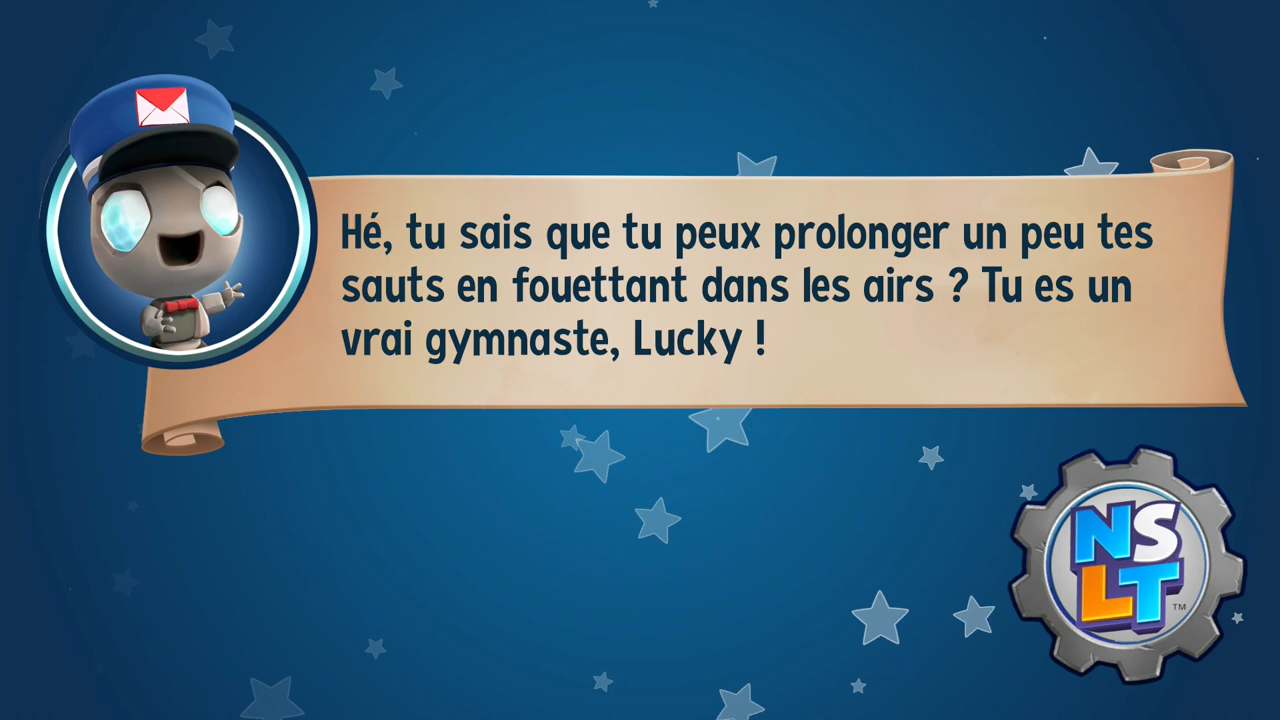 Hé, tu sais que tu peux prolonger un peu tes
sauts en fouettant dans les airs ? Tu es un
vrai gymnaste, Lucky !
NS
LT
TM